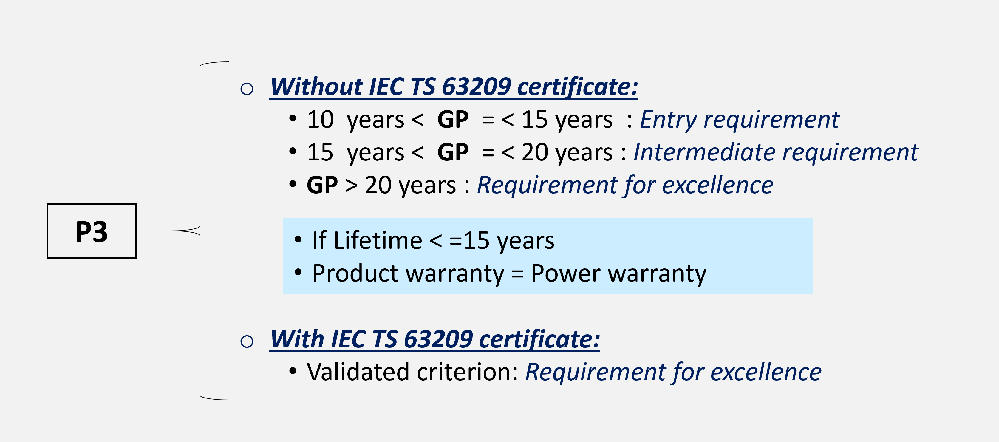 P3
Without IEC TS 63209 certificate:
• 10 years < GP = < 15 years : Entry requirement
• 15 years < GP = < 20 years : Intermediate requirement
• GP > 20 years : Requirement for excellence
• If Lifetime < =15 years
• Product warranty = Power warranty
With IEC TS 63209 certificate:
• Validated criterion: Requirement for excellence